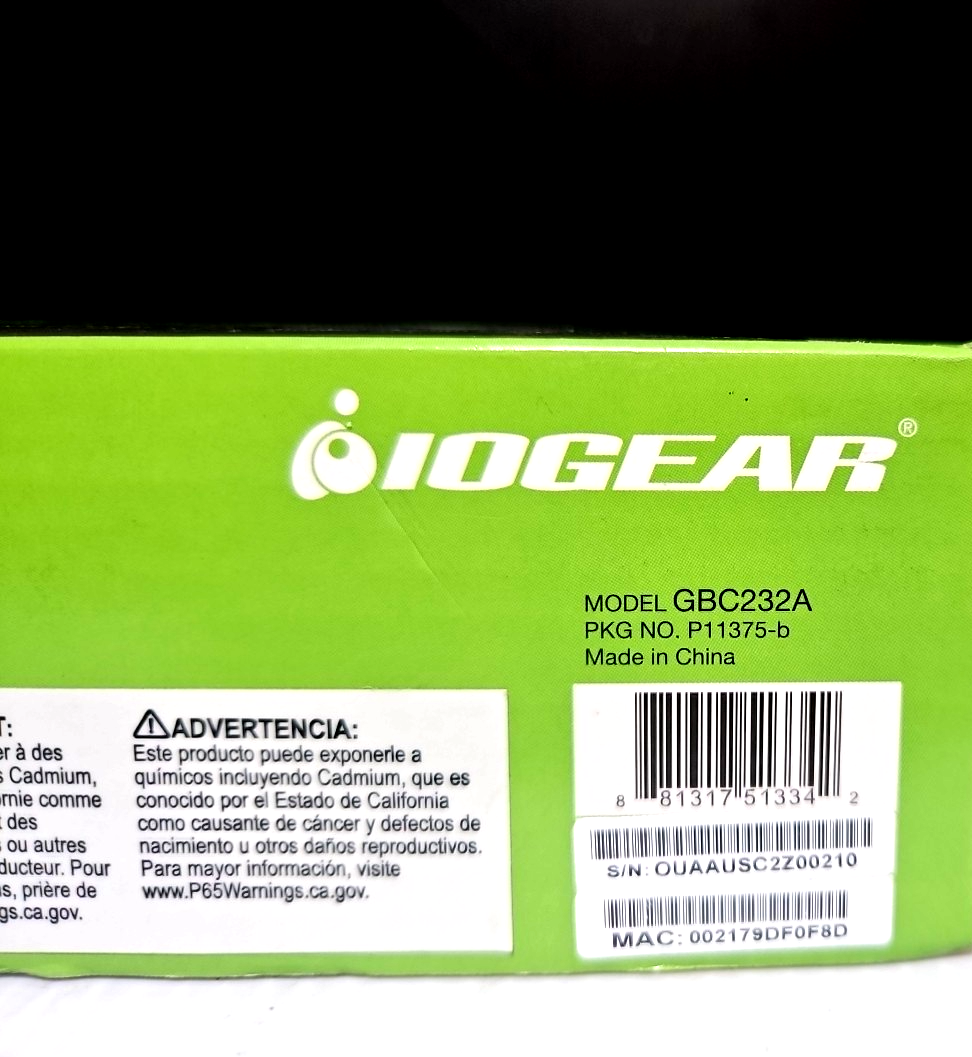 IOGEAR®
MODEL GBC232A
PKG NO. P11375-b
Made in China
T:
er à des
s Cadmium,
rnie comme
t des
s ou autres
ducteur. Pour
s, prière de
gs.ca.gov.
⚠ADVERTENCIA:
Este producto puede exponerle a
químicos incluyendo Cadmium, que es
conocido por el Estado de California
como causante de cáncer y defectos de
nacimiento u otros daños reproductivos.
Para mayor información, visite
www.P65Warnings.ca.gov.
8 81317 51334 2
S/N: OUAAUSC2Z00210
MAC: 002179DF0F8D